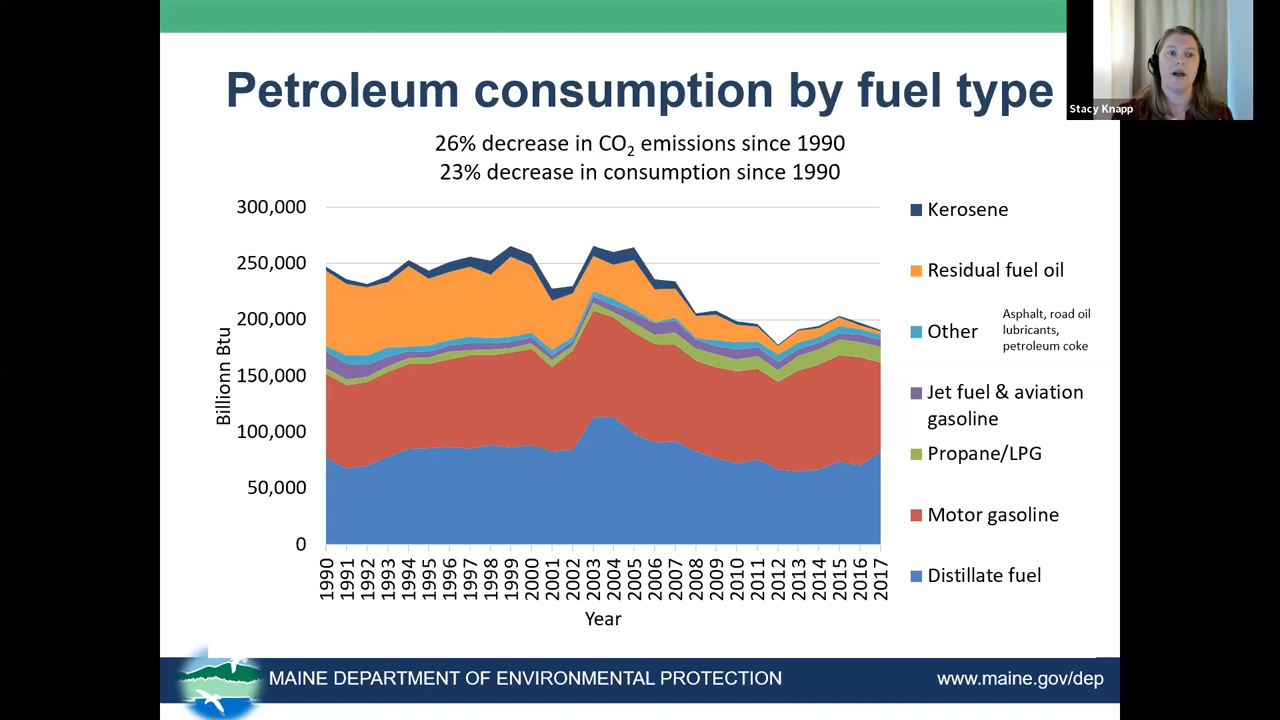 Petroleum consumption by fuel type
Stacy Knapp
26% decrease in CO₂ emissions since 1990
23% decrease in consumption since 1990
300,000
250,000
200,000
150,000
100,000
50,000
0
Billionn Btu
1990
1991
1992
1993
1994
1995
1996
1997
1998
1999
2000
2001
2002
2003
2004
2005
2006
2007
2008
2009
2010
2011
2012
2013
2014
2015
2016
2017
Year
Kerosene
Residual fuel oil
Other
Asphalt, road oil
lubricants,
petroleum coke
Jet fuel & aviation
gasoline
Propane/LPG
Motor gasoline
Distillate fuel
MAINE DEPARTMENT OF ENVIRONMENTAL PROTECTION
www.maine.gov/dep